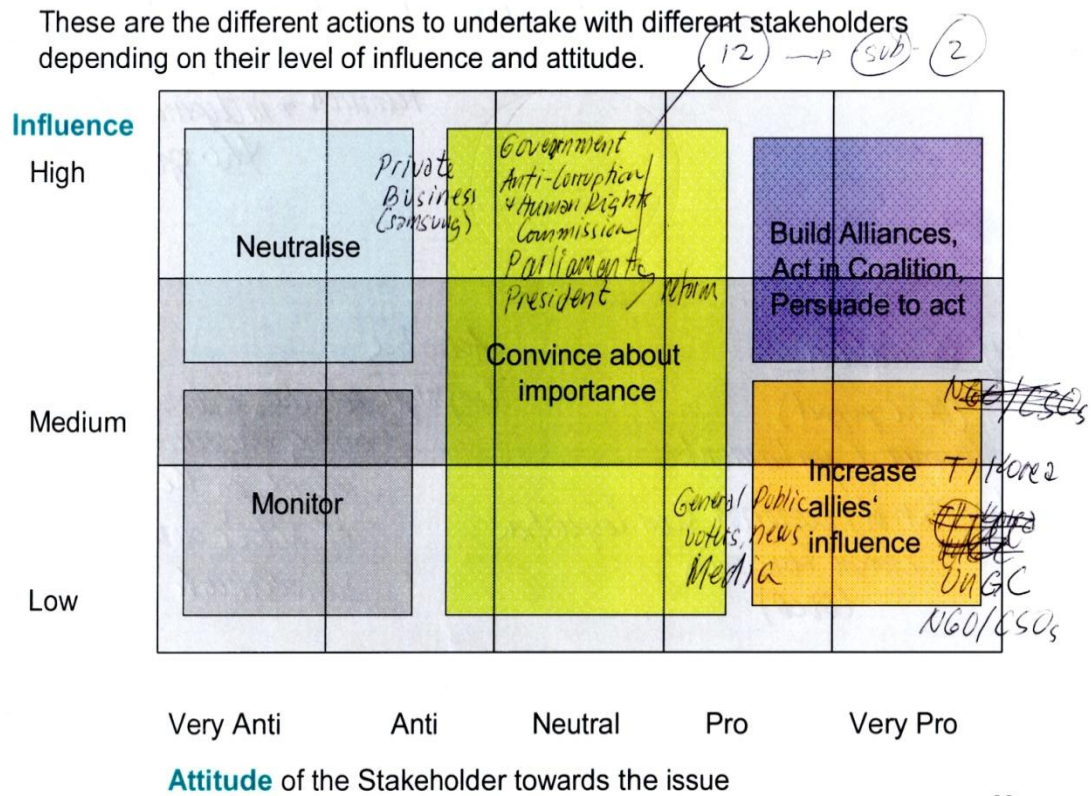 These are the different actions to undertake with different stakeholders
depending on their level of influence and attitude.
12 → sub - 2
Influence
High
Medium
Low
Neutralise
Private
Business
(samsung)
Government
Anti-Corruption
+ Human Rights
Commission
Parliament
President
reform
Convince about
importance
Build Alliances,
Act in Coalition,
Persuade to act
Monitor
General Public
voters, news
Media
Increase
allies‘
influence
NGO/CSOs
TI Korea
UnGC
NGO/CSOs
Very Anti
Anti
Neutral
Pro
Very Pro
Attitude of the Stakeholder towards the issue